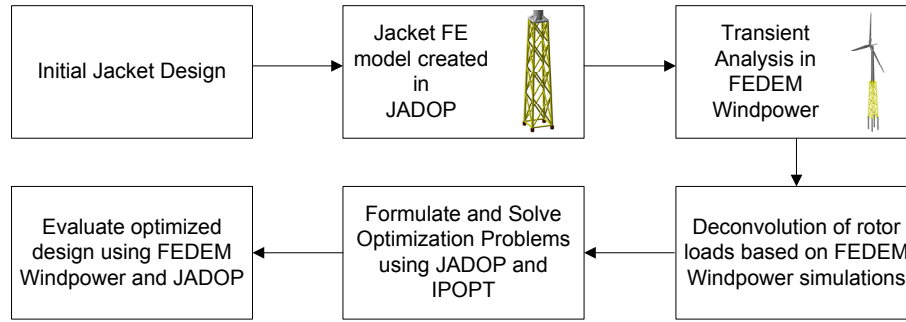 Initial Jacket Design
Jacket FE
model created
in
JADOP
Transient
Analysis in
FEDEM
Windpower
Deconvolution of rotor
loads based on FEDEM
Windpower simulations
Formulate and Solve
Optimization Problems
using JADOP and
IPOPT
Evaluate optimized
design using FEDEM
Windpower and JADOP